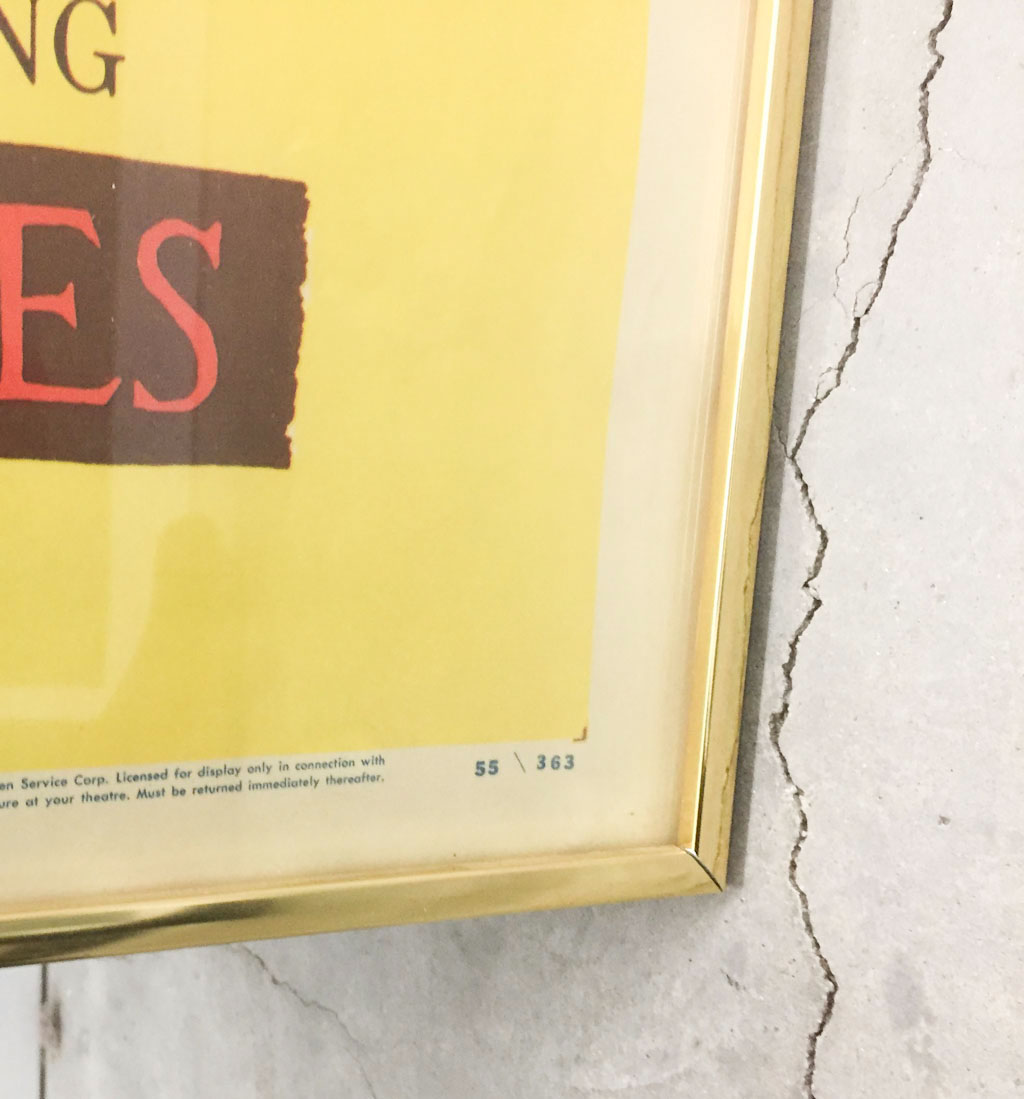 NG
ES
en Service Corp. Licensed for display only in connection with
ure at your theatre. Must be returned immediately thereafter.
55 \ 363